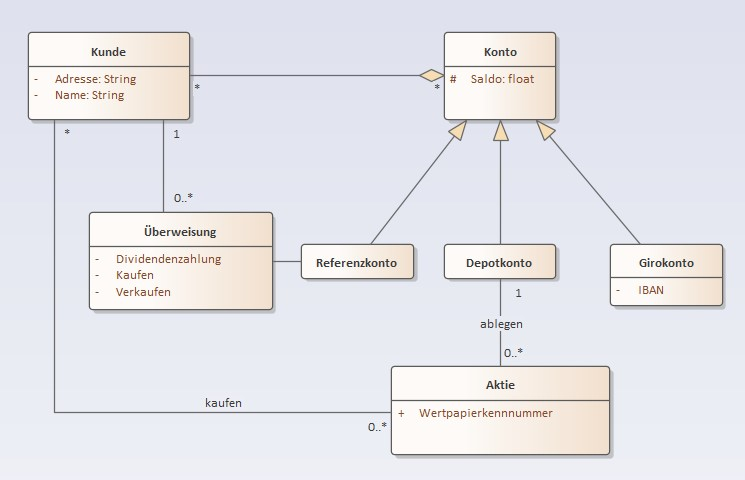 Kunde
- Adresse: String
- Name: String
Konto
# Saldo: float
*
*
*
1
0..*
Überweisung
- Dividendenzahlung
- Kaufen
- Verkaufen
Referenzkonto
Depotkonto
Girokonto
- IBAN
1
ablegen
0..*
Aktie
+ Wertpapierkennnummer
kaufen
0..*